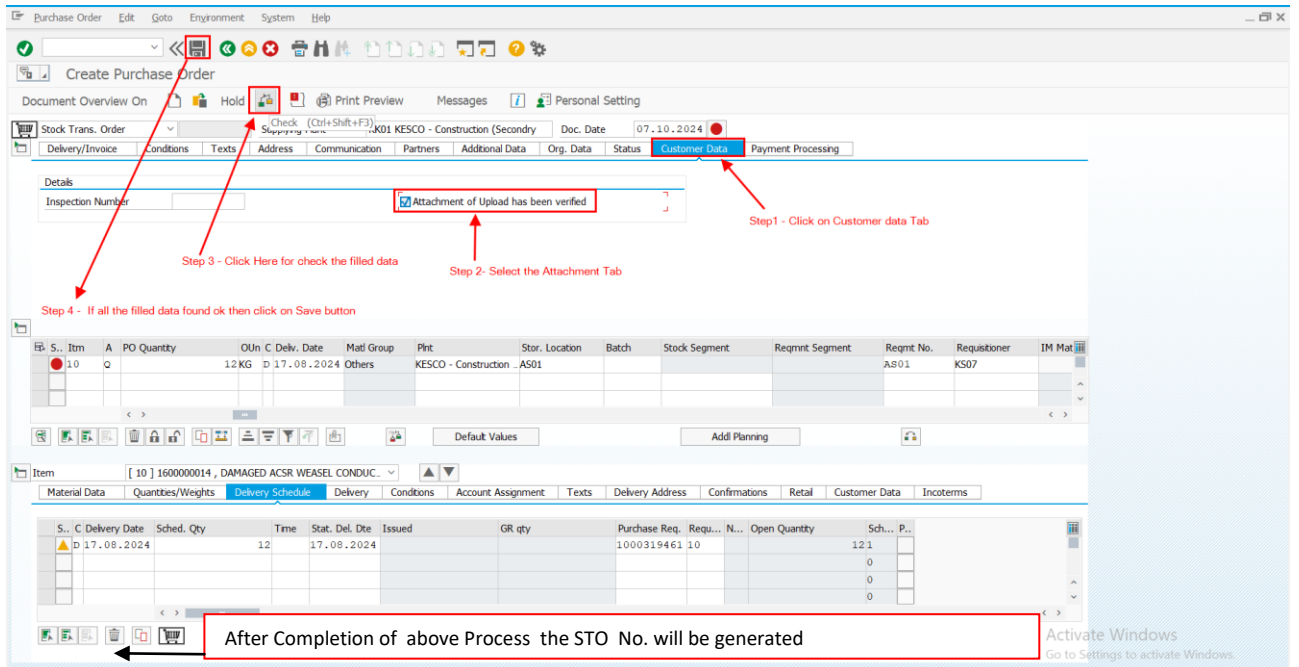 Purchase Order Edit Goto Environment System Help
Create Purchase Order
Document Overview On Hold Print Preview Messages Personal Setting
Check (Ctrl+Shift+F3)
Stock Trans. Order KK01 KESCO - Construction (Secondry Doc. Date 07.10.2024
Delivery/Invoice Conditions Texts Address Communication Partners Additional Data Org. Data Status Customer Data Payment Processing
Details
Inspection Number Attachment of Upload has been verified
Step1 - Click on Customer data Tab
Step 3 - Click Here for check the filled data
Step 2- Select the Attachment Tab
Step 4 - If all the filled data found ok then click on Save button
S.. Itm A PO Quantity OUn C Deliv. Date Matl Group Plnt Stor. Location Batch Stock Segment Reqmnt Segment Reqmt No. Requisitioner IM Mat
10 Q 12 KG D 17.08.2024 Others KESCO - Construction .. AS01 AS01 KS07
Default Values Addl Planning
Item [ 10 ] 1600000014 , DAMAGED ACSR WEASEL CONDUC..
Material Data Quantities/Weights Delivery Schedule Delivery Conditions Account Assignment Texts Delivery Address Confirmations Retail Customer Data Incoterms
S.. C Delivery Date Sched. Qty Time Stat. Del. Dte Issued GR qty Purchase Req. Requ... N... Open Quantity Sch... P..
D 17.08.2024 12 17.08.2024 1000319461 10 12 1
0
0
0
After Completion of above Process the STO No. will be generated
Activate Windows
Go to Settings to activate Windows.